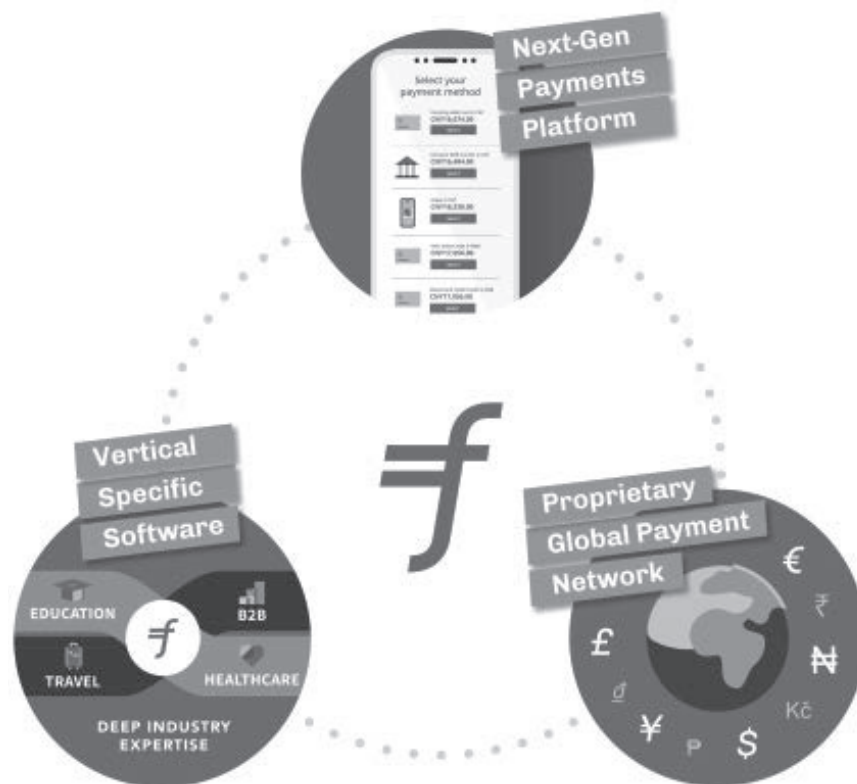 Next-Gen
Payments
Platform
Select your
payment method
Vertical
Specific
Software
EDUCATION
B2B
TRAVEL
HEALTHCARE
DEEP INDUSTRY
EXPERTISE
Proprietary
Global Payment
Network
€
₹
£
₦
₫
Kč
¥
₱
$